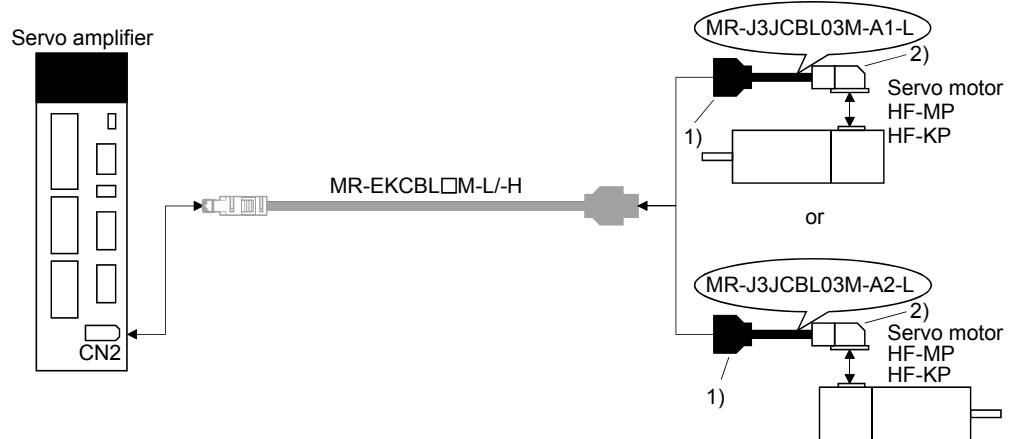 Servo amplifier
CN2
MR-EKCBL□M-L/-H
MR-J3JCBL03M-A1-L
2)
1)
Servo motor
HF-MP
HF-KP
or
MR-J3JCBL03M-A2-L
2)
1)
Servo motor
HF-MP
HF-KP